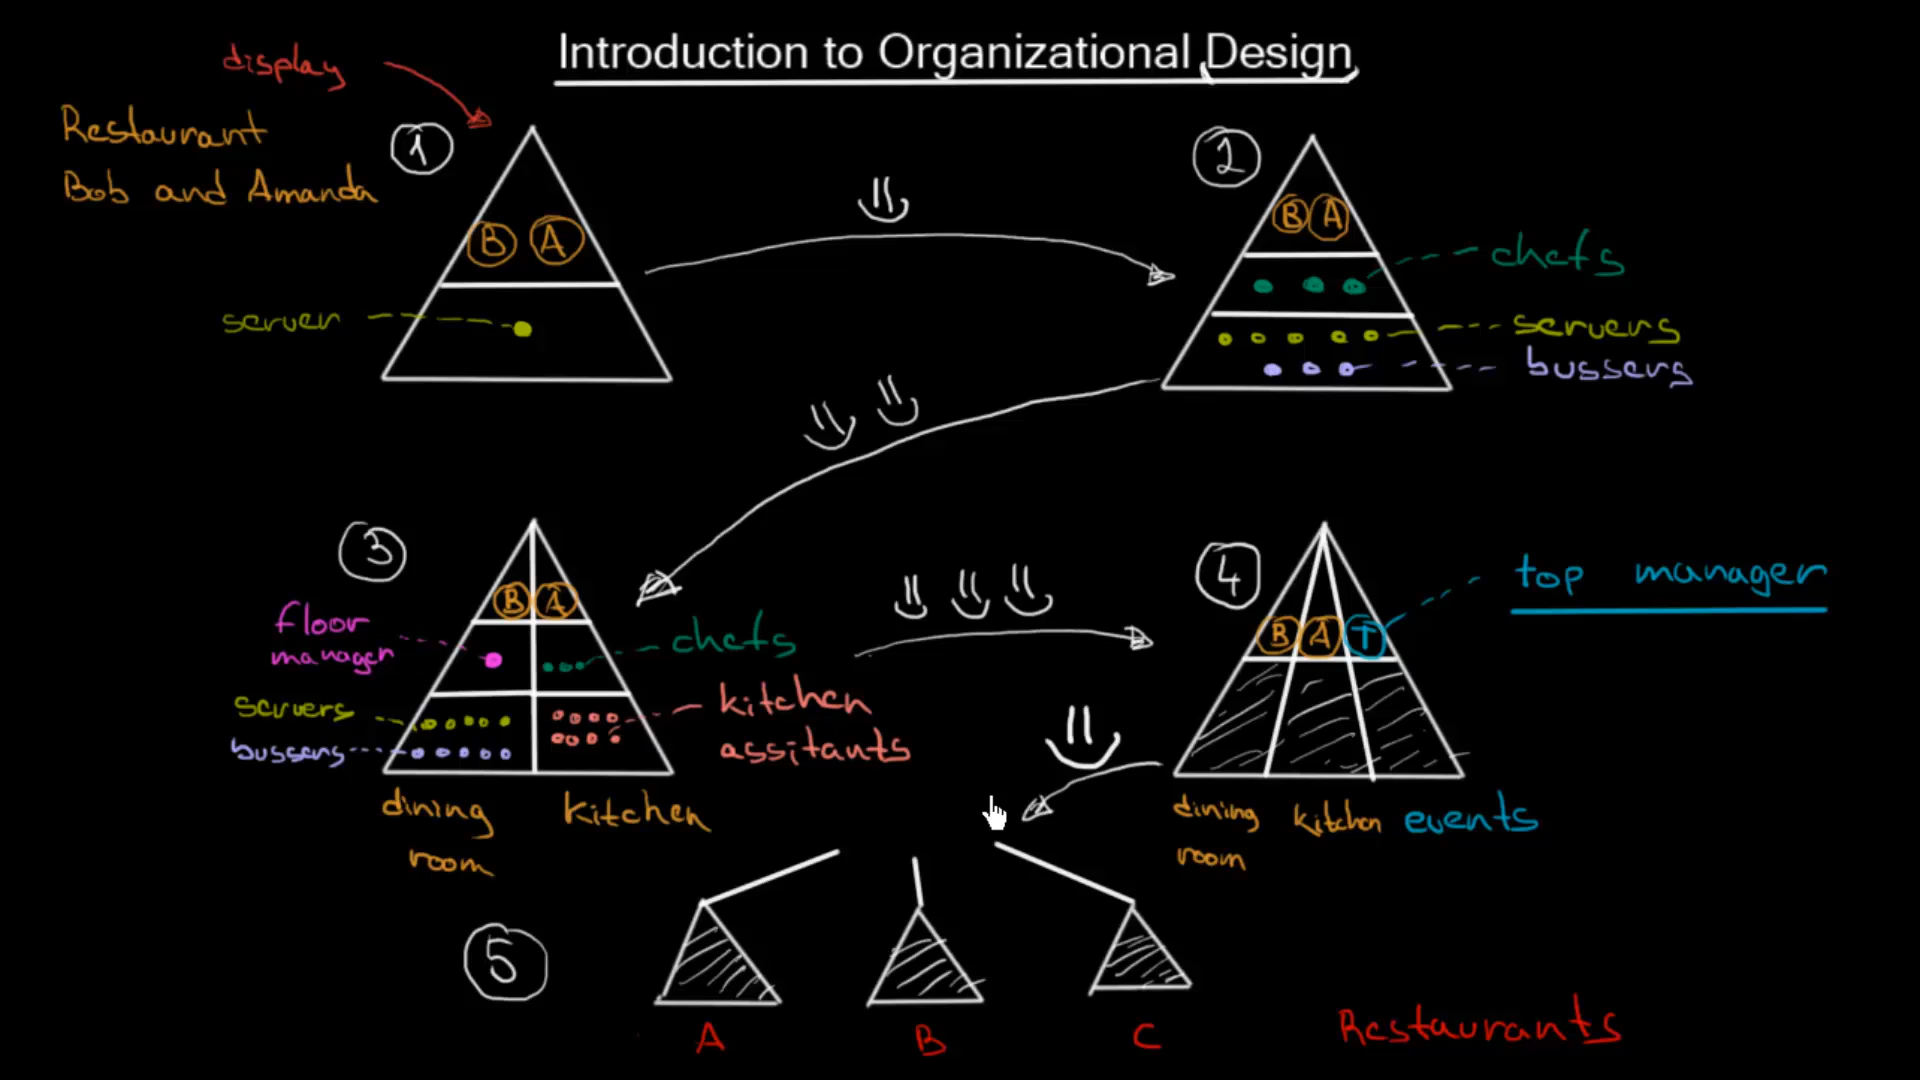 Introduction to Organizational Design
display
Restaurant
Bob and Amanda
1
B A
server
2
B A
chefs
servers
bussers
3
B A
floor
manager
chefs
servers
kitchen
bussers
assitants
dining
room
kitchen
4
B A T
top manager
dining
room
kitchen
events
5
A B C
Restaurants